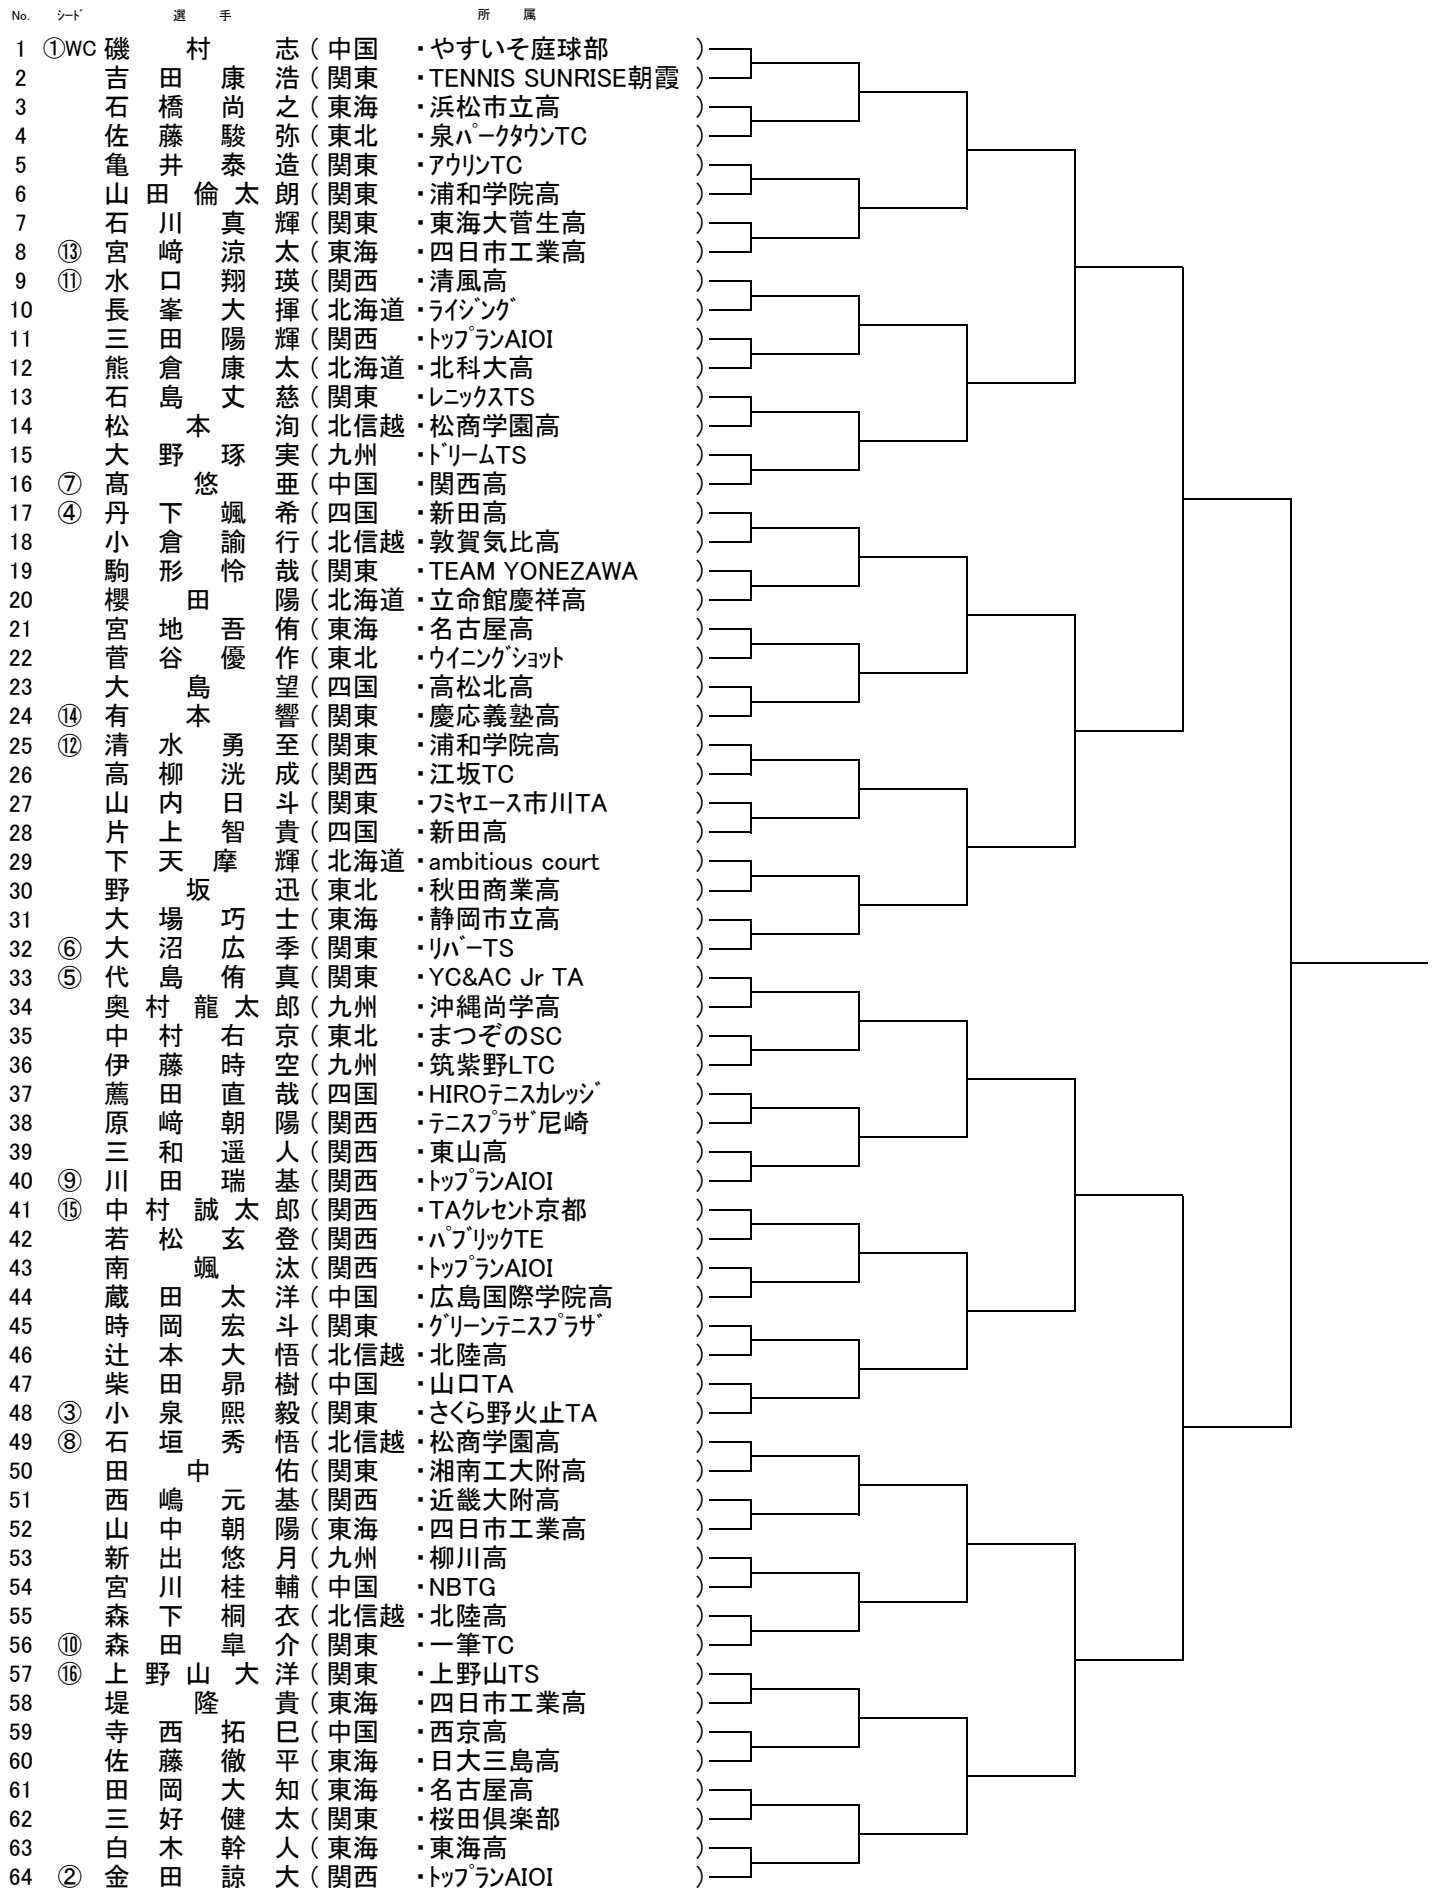 No. シード 選 手 所 属
1 ①WC 磯 村 志 ( 中国 ・やすいそ庭球部 )
2 吉 田 康 浩 ( 関東 ・TENNIS SUNRISE朝霞 )
3 石 橋 尚 之 ( 東海 ・浜松市立高 )
4 佐 藤 駿 弥 ( 東北 ・泉パークタウンTC )
5 亀 井 泰 造 ( 関東 ・アウリンTC )
6 山 田 倫 太 朗 ( 関東 ・浦和学院高 )
7 石 川 真 輝 ( 関東 ・東海大菅生高 )
8 ⑬ 宮 﨑 涼 太 ( 東海 ・四日市工業高 )
9 ⑪ 水 口 翔 瑛 ( 関西 ・清風高 )
10 長 峯 大 揮 ( 北海道 ・ライジング )
11 三 田 陽 輝 ( 関西 ・トップランAIOI )
12 熊 倉 康 太 ( 北海道 ・北科大高 )
13 石 島 丈 慈 ( 関東 ・レニックスTS )
14 松 本 洵 ( 北信越 ・松商学園高 )
15 大 野 琢 実 ( 九州 ・ドリームTS )
16 ⑦ 髙 悠 亜 ( 中国 ・関西高 )
17 ④ 丹 下 颯 希 ( 四国 ・新田高 )
18 小 倉 諭 行 ( 北信越 ・敦賀気比高 )
19 駒 形 怜 哉 ( 関東 ・TEAM YONEZAWA )
20 櫻 田 陽 ( 北海道 ・立命館慶祥高 )
21 宮 地 吾 侑 ( 東海 ・名古屋高 )
22 菅 谷 優 作 ( 東北 ・ウイニングショット )
23 大 島 望 ( 四国 ・高松北高 )
24 ⑭ 有 本 響 ( 関東 ・慶応義塾高 )
25 ⑫ 清 水 勇 至 ( 関東 ・浦和学院高 )
26 高 柳 洸 成 ( 関西 ・江坂TC )
27 山 内 日 斗 ( 関東 ・フミヤエース市川TA )
28 片 上 智 貴 ( 四国 ・新田高 )
29 下 天 摩 輝 ( 北海道 ・ambitious court )
30 野 坂 迅 ( 東北 ・秋田商業高 )
31 大 場 巧 士 ( 東海 ・静岡市立高 )
32 ⑥ 大 沼 広 季 ( 関東 ・リバーTS )
33 ⑤ 代 島 侑 真 ( 関東 ・YC&AC Jr TA )
34 奥 村 龍 太 郎 ( 九州 ・沖縄尚学高 )
35 中 村 右 京 ( 東北 ・まつぞのSC )
36 伊 藤 時 空 ( 九州 ・筑紫野LTC )
37 薦 田 直 哉 ( 四国 ・HIROテニスカレッジ )
38 原 﨑 朝 陽 ( 関西 ・テニスプラザ尼崎 )
39 三 和 遥 人 ( 関西 ・東山高 )
40 ⑨ 川 田 瑞 基 ( 関西 ・トップランAIOI )
41 ⑮ 中 村 誠 太 郎 ( 関西 ・TAクレセント京都 )
42 若 松 玄 登 ( 関西 ・パブリックTE )
43 南 颯 汰 ( 関西 ・トップランAIOI )
44 蔵 田 太 洋 ( 中国 ・広島国際学院高 )
45 時 岡 宏 斗 ( 関東 ・グリーンテニスプラザ )
46 辻 本 大 悟 ( 北信越 ・北陸高 )
47 柴 田 昴 樹 ( 中国 ・山口TA )
48 ③ 小 泉 熙 毅 ( 関東 ・さくら野火止TA )
49 ⑧ 石 垣 秀 悟 ( 北信越 ・松商学園高 )
50 田 中 佑 ( 関東 ・湘南工大附高 )
51 西 嶋 元 基 ( 関西 ・近畿大附高 )
52 山 中 朝 陽 ( 東海 ・四日市工業高 )
53 新 出 悠 月 ( 九州 ・柳川高 )
54 宮 川 桂 輔 ( 中国 ・NBTG )
55 森 下 桐 衣 ( 北信越 ・北陸高 )
56 ⑩ 森 田 皐 介 ( 関東 ・一筆TC )
57 ⑯ 上 野 山 大 洋 ( 関東 ・上野山TS )
58 堤 隆 貴 ( 東海 ・四日市工業高 )
59 寺 西 拓 巳 ( 中国 ・西京高 )
60 佐 藤 徹 平 ( 東海 ・日大三島高 )
61 田 岡 大 知 ( 東海 ・名古屋高 )
62 三 好 健 太 ( 関東 ・桜田倶楽部 )
63 白 木 幹 人 ( 東海 ・東海高 )
64 ② 金 田 諒 大 ( 関西 ・トップランAIOI )